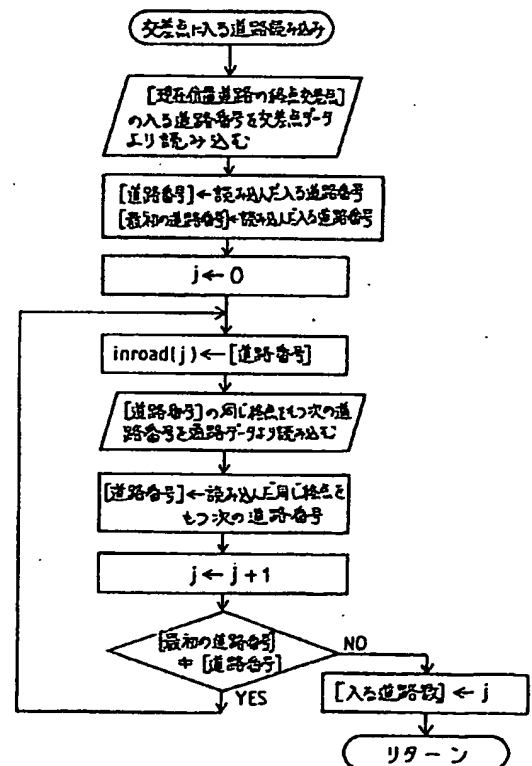 交差点に入る道路読み込み
[現在位置道路の終点交差点]
の入る道路番号を交差点データ
より読み込む
[道路番号]←読み込んだ入る道路番号
[最初の道路番号]←読み込んだ入る道路番号
j←0
inroad(j)←[道路番号]
[道路番号]の同じ終点をもつ次の道
路番号を道路データより読み込む
[道路番号]←読み込んだ同じ終点を
もつ次の道路番号
j←j+1
[最初の道路番号]
≠[道路番号]
NO
YES
[入る道路数]←j
リターン